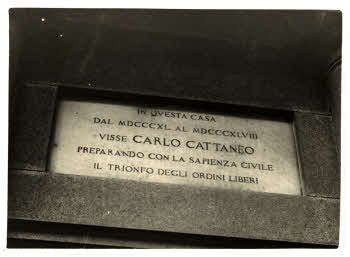 IN QVESTA CASA
DAL MDCCCXL AL MDCCCXLVIII
VISSE CARLO CATTANEO
PREPARANDO CON LA SAPIENZA CIVILE
IL TRIONFO DEGLI ORDINI LIBERI